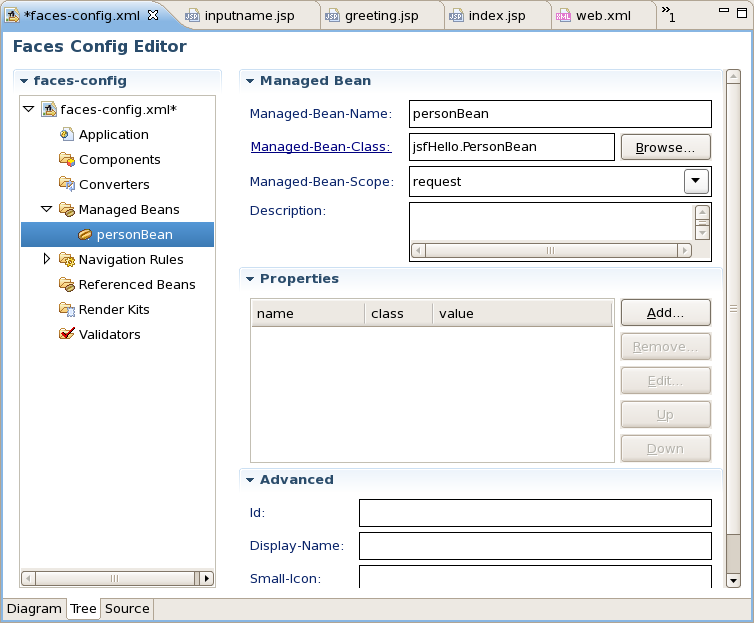 *faces-config.xml inputname.jsp greeting.jsp index.jsp web.xml »1
Faces Config Editor
faces-config
faces-config.xml*
Application
Components
Converters
Managed Beans
personBean
Navigation Rules
Referenced Beans
Render Kits
Validators
Managed Bean
Managed-Bean-Name: personBean
Managed-Bean-Class: jsfHello.PersonBean Browse...
Managed-Bean-Scope: request
Description:
Properties
name class value
Add...
Remove...
Edit...
Up
Down
Advanced
Id:
Display-Name:
Small-Icon:
Diagram Tree Source